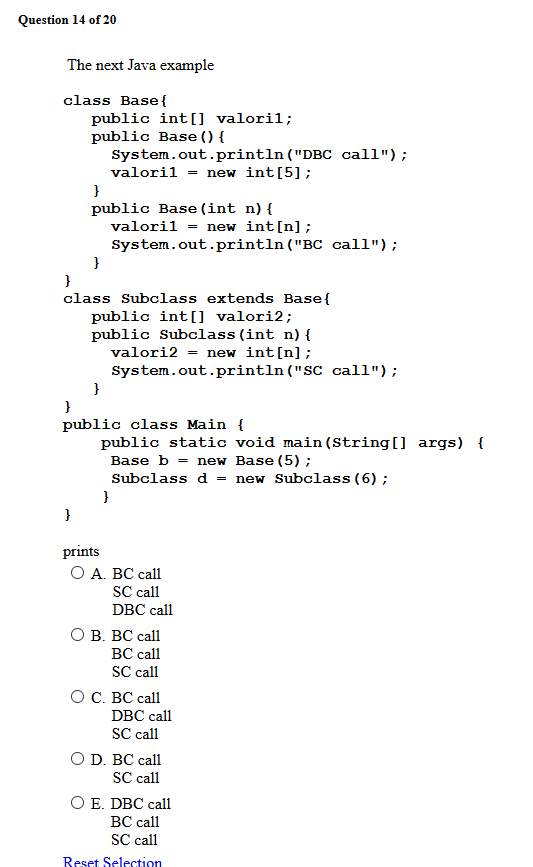 Question 14 of 20
The next Java example
class Base{
public int[] valori1;
public Base(){
System.out.println("DBC call");
valori1 = new int[5];
}
public Base(int n){
valori1 = new int[n];
System.out.println("BC call");
}
}
class Subclass extends Base{
public int[] valori2;
public Subclass(int n){
valori2 = new int[n];
System.out.println("SC call");
}
}
public class Main {
public static void main(String[] args) {
Base b = new Base(5);
Subclass d = new Subclass(6);
}
}
prints
A. BC call
SC call
DBC call
B. BC call
BC call
SC call
C. BC call
DBC call
SC call
D. BC call
SC call
E. DBC call
BC call
SC call
Reset Selection